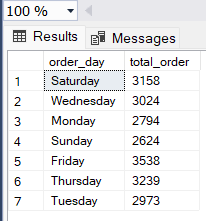 100 %
Results Messages
order_day total_order
1 Saturday 3158
2 Wednesday 3024
3 Monday 2794
4 Sunday 2624
5 Friday 3538
6 Thursday 3239
7 Tuesday 2973